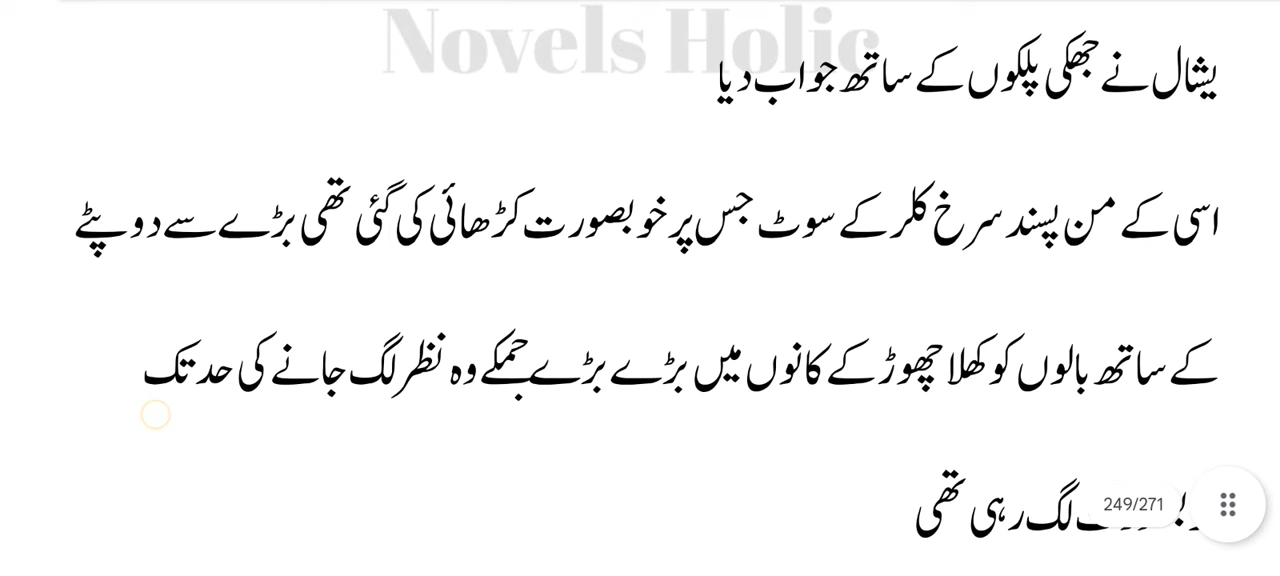 Novels Holic
یشال نے جھکی پلکوں کے ساتھ جواب دیا
اسی کے من پسند سرخ کلر کے سوٹ جس پر خوبصورت کڑھائی کی گئی تھی بڑے سے دوپٹے
کے ساتھ بالوں کو کھلا چھوڑ کے کانوں میں بڑے بڑے جھمکے وہ نظر لگ جانے کی حد تک
لگ رہی تھی
249/271